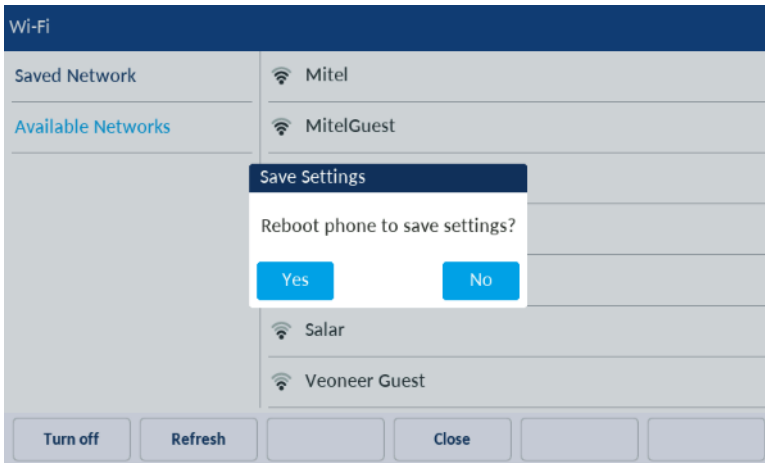 Wi-Fi
Saved Network
Available Networks
Mitel
MitelGuest
Save Settings
Reboot phone to save settings?
Yes No
Salar
Veoneer Guest
Turn off Refresh Close